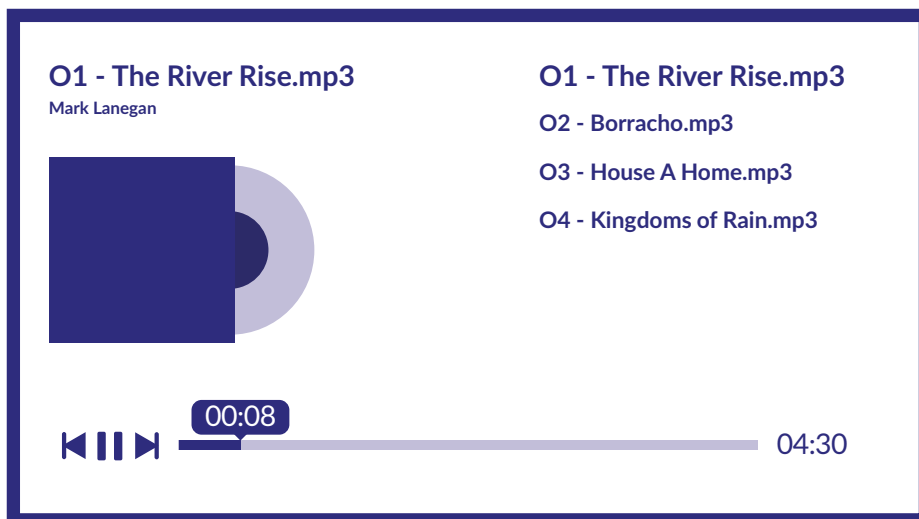 O1 - The River Rise.mp3
Mark Lanegan
O1 - The River Rise.mp3
O2 - Borracho.mp3
O3 - House A Home.mp3
O4 - Kingdoms of Rain.mp3
00:08
04:30